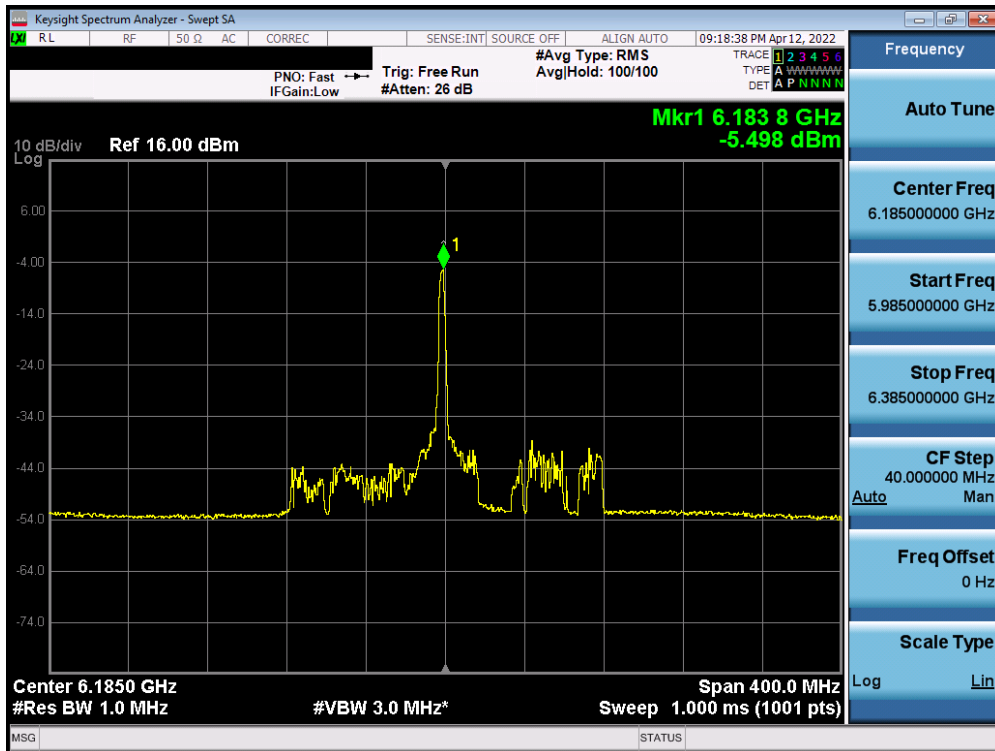 Keysight Spectrum Analyzer - Swept SA
LXI RL RF 50 Ω AC CORREC SENSE:INT SOURCE OFF ALIGN AUTO 09:18:38 PM Apr 12, 2022
#Avg Type: RMS TRACE 1 2 3 4 5 6
PNO: Fast Trig: Free Run Avg|Hold: 100/100 TYPE A W W W W W
IFGain:Low #Atten: 26 dB DET A P N N N N
Mkr1 6.183 8 GHz
-5.498 dBm
10 dB/div Ref 16.00 dBm
Log
1
6.00
-4.00
-14.0
-24.0
-34.0
-44.0
-54.0
-64.0
-74.0
Center 6.1850 GHz Span 400.0 MHz
#Res BW 1.0 MHz #VBW 3.0 MHz* Sweep 1.000 ms (1001 pts)
MSG STATUS
Frequency
Auto Tune
Center Freq
6.185000000 GHz
Start Freq
5.985000000 GHz
Stop Freq
6.385000000 GHz
CF Step
40.000000 MHz
Auto Man
Freq Offset
0 Hz
Scale Type
Log Lin